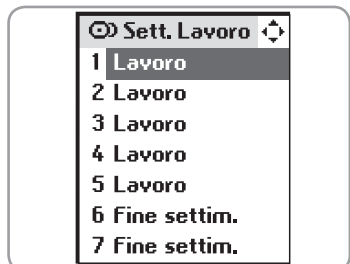 Sett. Lavoro
1 Lavoro
2 Lavoro
3 Lavoro
4 Lavoro
5 Lavoro
6 Fine settim.
7 Fine settim.